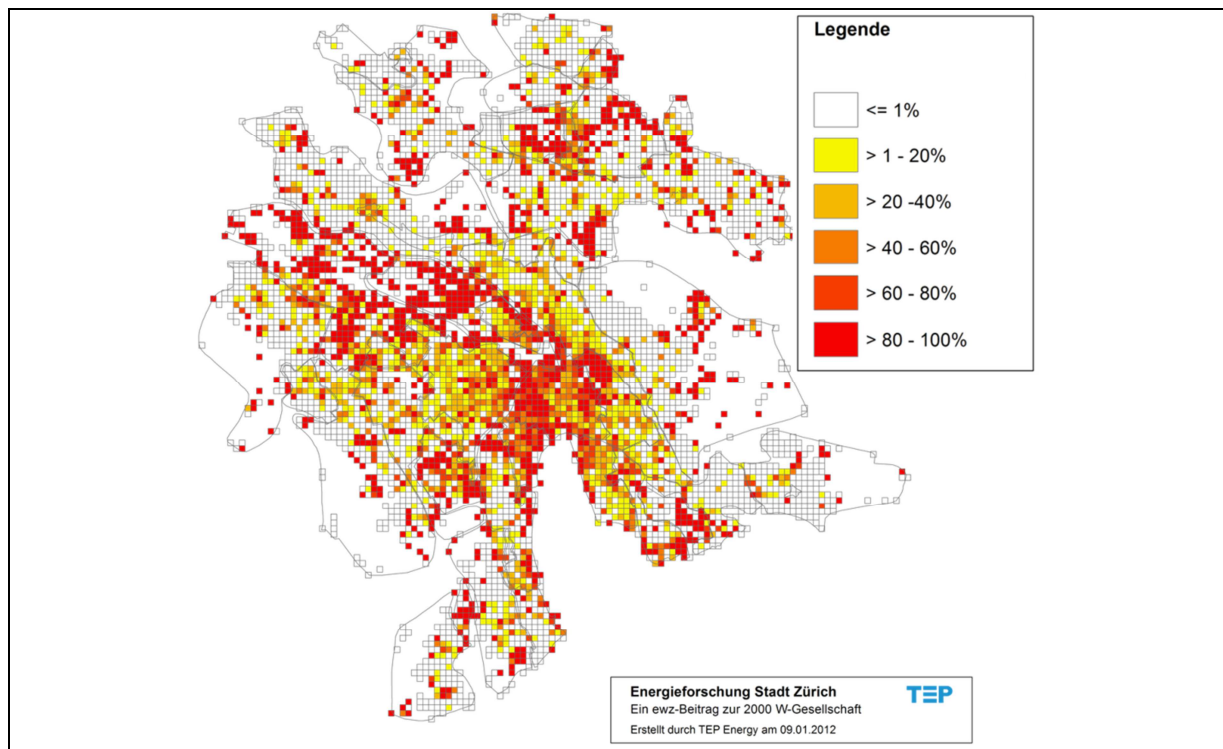 Legende
<= 1%
> 1 - 20%
> 20 -40%
> 40 - 60%
> 60 - 80%
> 80 - 100%
Energieforschung Stadt Zürich
TEP
Ein ewz-Beitrag zur 2000 W-Gesellschaft
Erstellt durch TEP Energy am 09.01.2012